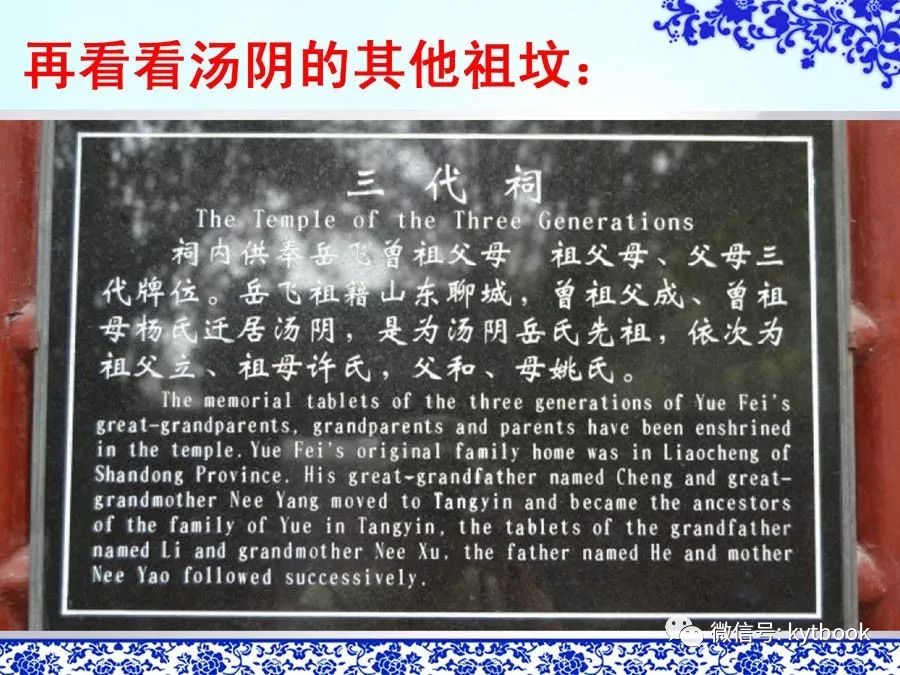 再看看汤阴的其他祖坟：
三代祠
The Temple of the Three Generations
祠内供奉岳飞曾祖父母 祖父母、父母三
代牌位。岳飞祖籍山东聊城，曾祖父成、曾祖
母杨氏迁居汤阴，是为汤阴岳氏先祖，依次为
祖父立、祖母许氏，父和、母姚氏。
The memorial tablets of the three generations of Yue Fei's
great-grandparents, grandparents and parents have been enshrined
in the temple. Yue Fei's original family home was in Liaocheng of
Shandong Province. His great-grandfather named Cheng and great-
grandmother Nee Yang moved to Tangyin and became the ancestors
of the family of Yue in Tangyin, the tablets of the grandfather
named Li and grandmother Nee Xu, the father named He and mother
Nee Yao followed successively.
微信号: kytbook